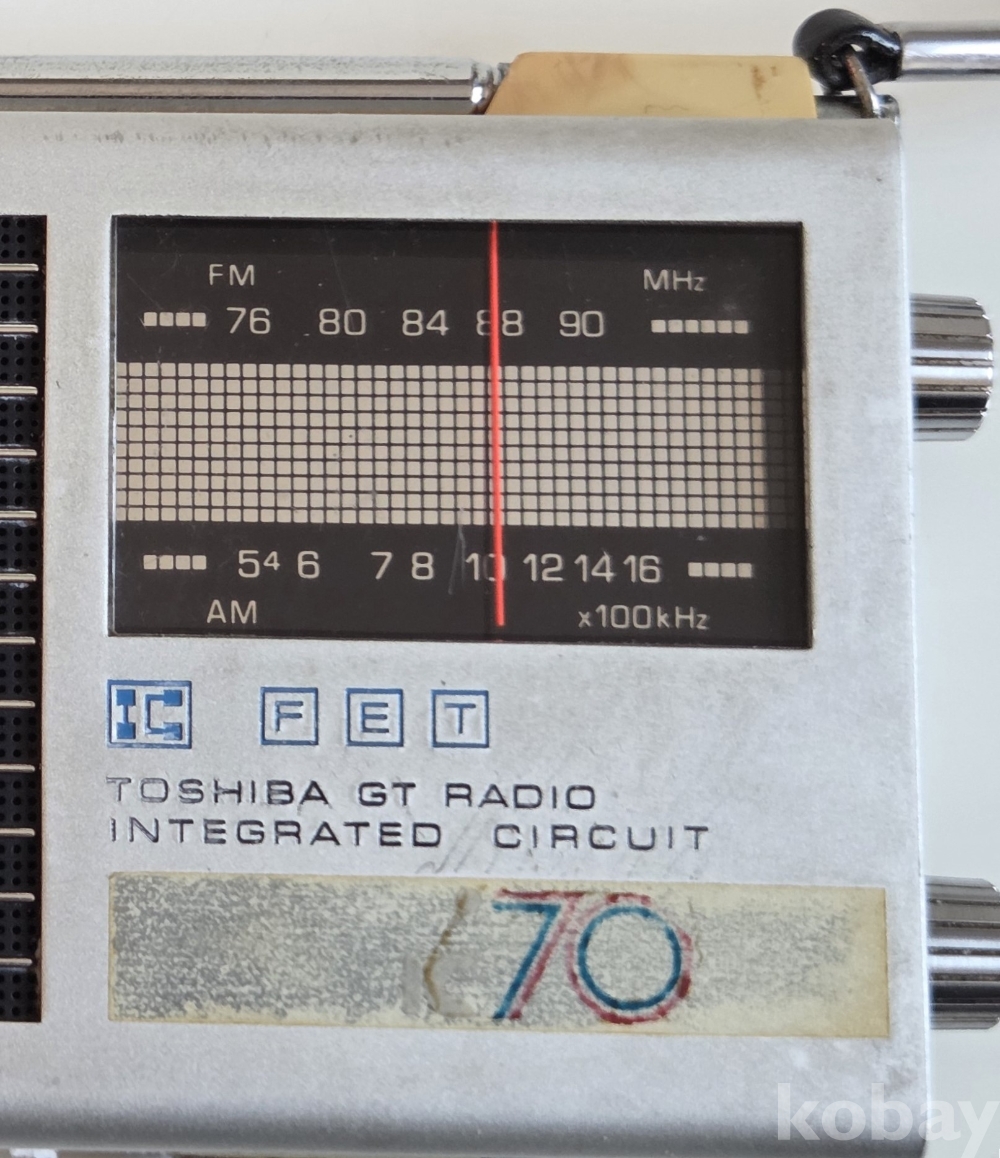 FM MHz
76 80 84 88 90
54 6 7 8 10 12 14 16
AM x100kHz
IC F E T
TOSHIBA GT RADIO
INTEGRATED CIRCUIT
70
kobay